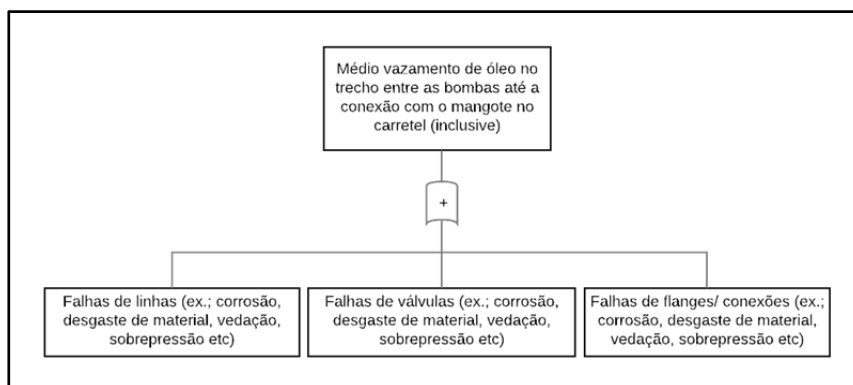 Médio vazamento de óleo no
trecho entre as bombas até a
conexão com o mangote no
carretel (inclusive)
+
Falhas de linhas (ex.; corrosão,
desgaste de material, vedação,
sobrepressão etc)
Falhas de válvulas (ex.; corrosão,
desgaste de material, vedação,
sobrepressão etc)
Falhas de flanges/ conexões (ex.;
corrosão, desgaste de material,
vedação, sobrepressão etc)